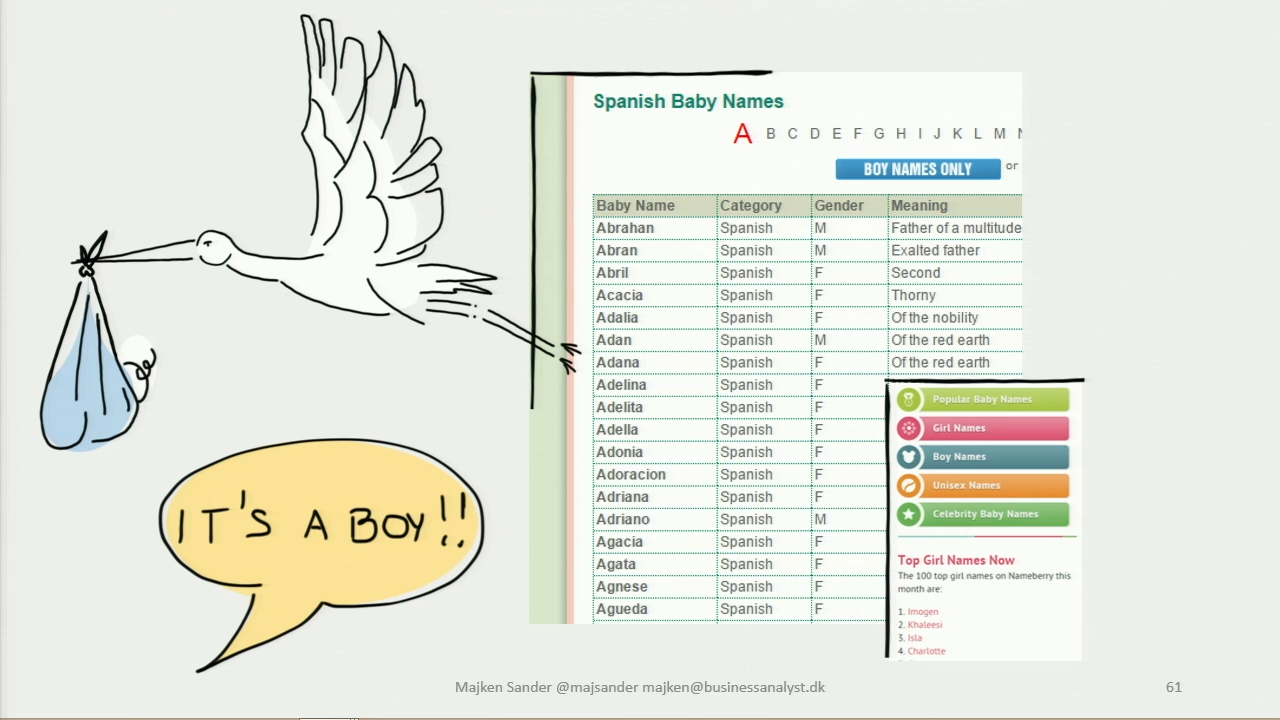 Spanish Baby Names
A B C D E F G H I J K L M N
BOY NAMES ONLY or
Baby Name Category Gender Meaning
Abrahan Spanish M Father of a multitude
Abran Spanish M Exalted father
Abril Spanish F Second
Acacia Spanish F Thorny
Adalia Spanish F Of the nobility
Adan Spanish M Of the red earth
Adana Spanish F Of the red earth
Adelina Spanish F
Adelita Spanish F
Adella Spanish F
Adonia Spanish F
Adoracion Spanish F
Adriana Spanish F
Adriano Spanish M
Agacia Spanish F
Agata Spanish F
Agnese Spanish F
Agueda Spanish F
Popular Baby Names
Girl Names
Boy Names
Unisex Names
Celebrity Baby Names
Top Girl Names Now
The 100 top girl names on Nameberry this
month are:
1. Imogen
2. Khaleesi
3. Isla
4. Charlotte
IT'S A BOY!!
Majken Sander @majsander majken@businessanalyst.dk 61